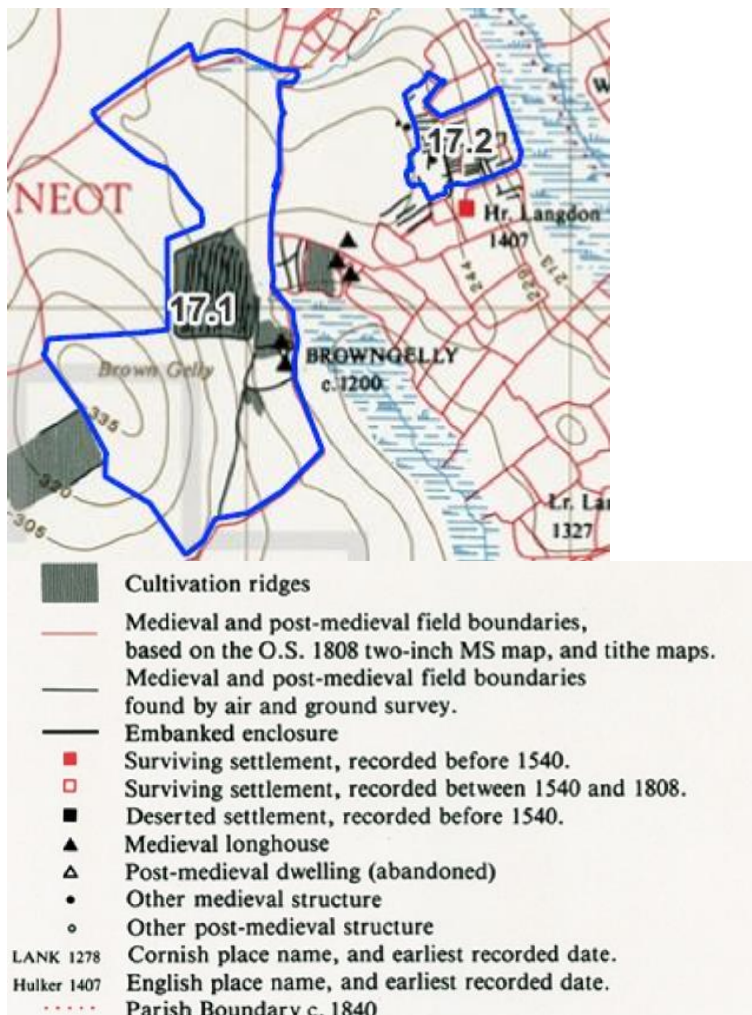 17.2
NEOT
Hr. Langdon
1407
244
229
213
17.1
BROWNGELLY
c.1200
Brown Gelly
335
320
305
Lr. La
1327
Cultivation ridges
Medieval and post-medieval field boundaries,
based on the O.S. 1808 two-inch MS map, and tithe maps.
Medieval and post-medieval field boundaries
found by air and ground survey.
Embanked enclosure
Surviving settlement, recorded before 1540.
Surviving settlement, recorded between 1540 and 1808.
Deserted settlement, recorded before 1540.
Medieval longhouse
Post-medieval dwelling (abandoned)
Other medieval structure
Other post-medieval structure
LANK 1278 Cornish place name, and earliest recorded date.
Hulker 1407 English place name, and earliest recorded date.
Parish Boundary c. 1840